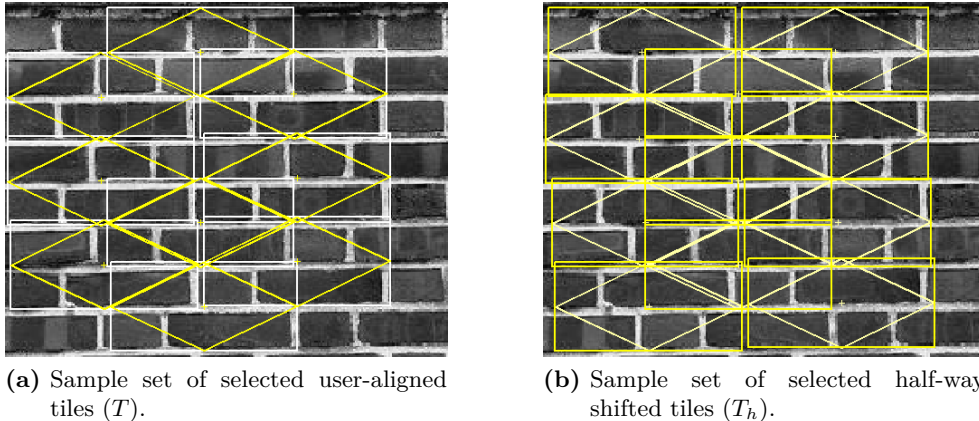 (a) Sample set of selected user-aligned
tiles (T).
(b) Sample set of selected half-way
shifted tiles (Tₕ).